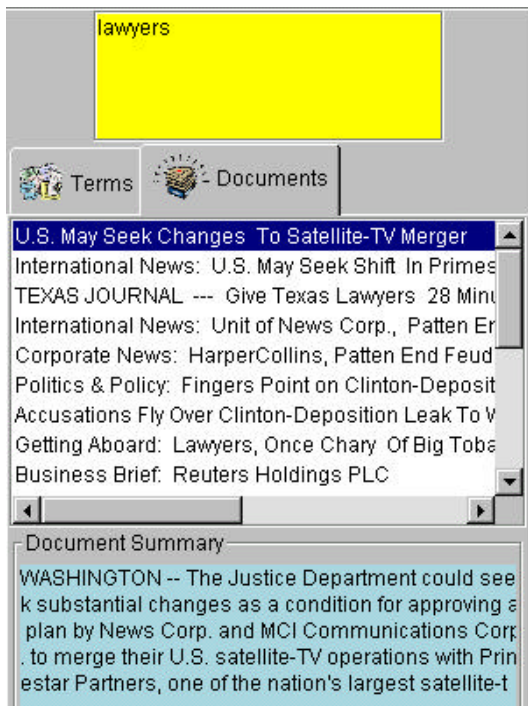 lawyers
Terms
Documents
U.S. May Seek Changes To Satellite-TV Merger
International News: U.S. May Seek Shift In Primes
TEXAS JOURNAL --- Give Texas Lawyers 28 Minu
International News: Unit of News Corp., Patten Er
Corporate News: HarperCollins, Patten End Feud
Politics & Policy: Fingers Point on Clinton-Deposit
Accusations Fly Over Clinton-Deposition Leak To W
Getting Aboard: Lawyers, Once Chary Of Big Toba
Business Brief: Reuters Holdings PLC
Document Summary
WASHINGTON -- The Justice Department could see
k substantial changes as a condition for approving a
plan by News Corp. and MCI Communications Corp
. to merge their U.S. satellite-TV operations with Prim
estar Partners, one of the nation's largest satellite-t